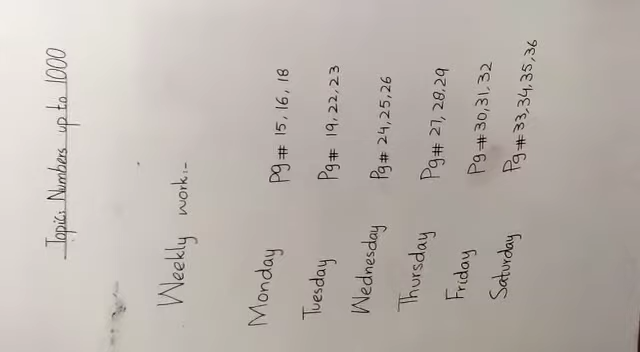 Topic: Numbers up to 1000
Weekly work:-
Monday Pg# 15, 16, 18
Tuesday Pg# 19, 22, 23
Wednesday Pg# 24, 25, 26
Thursday Pg# 27, 28, 29
Friday Pg# 30, 31, 32
Saturday Pg# 33, 34, 35, 36